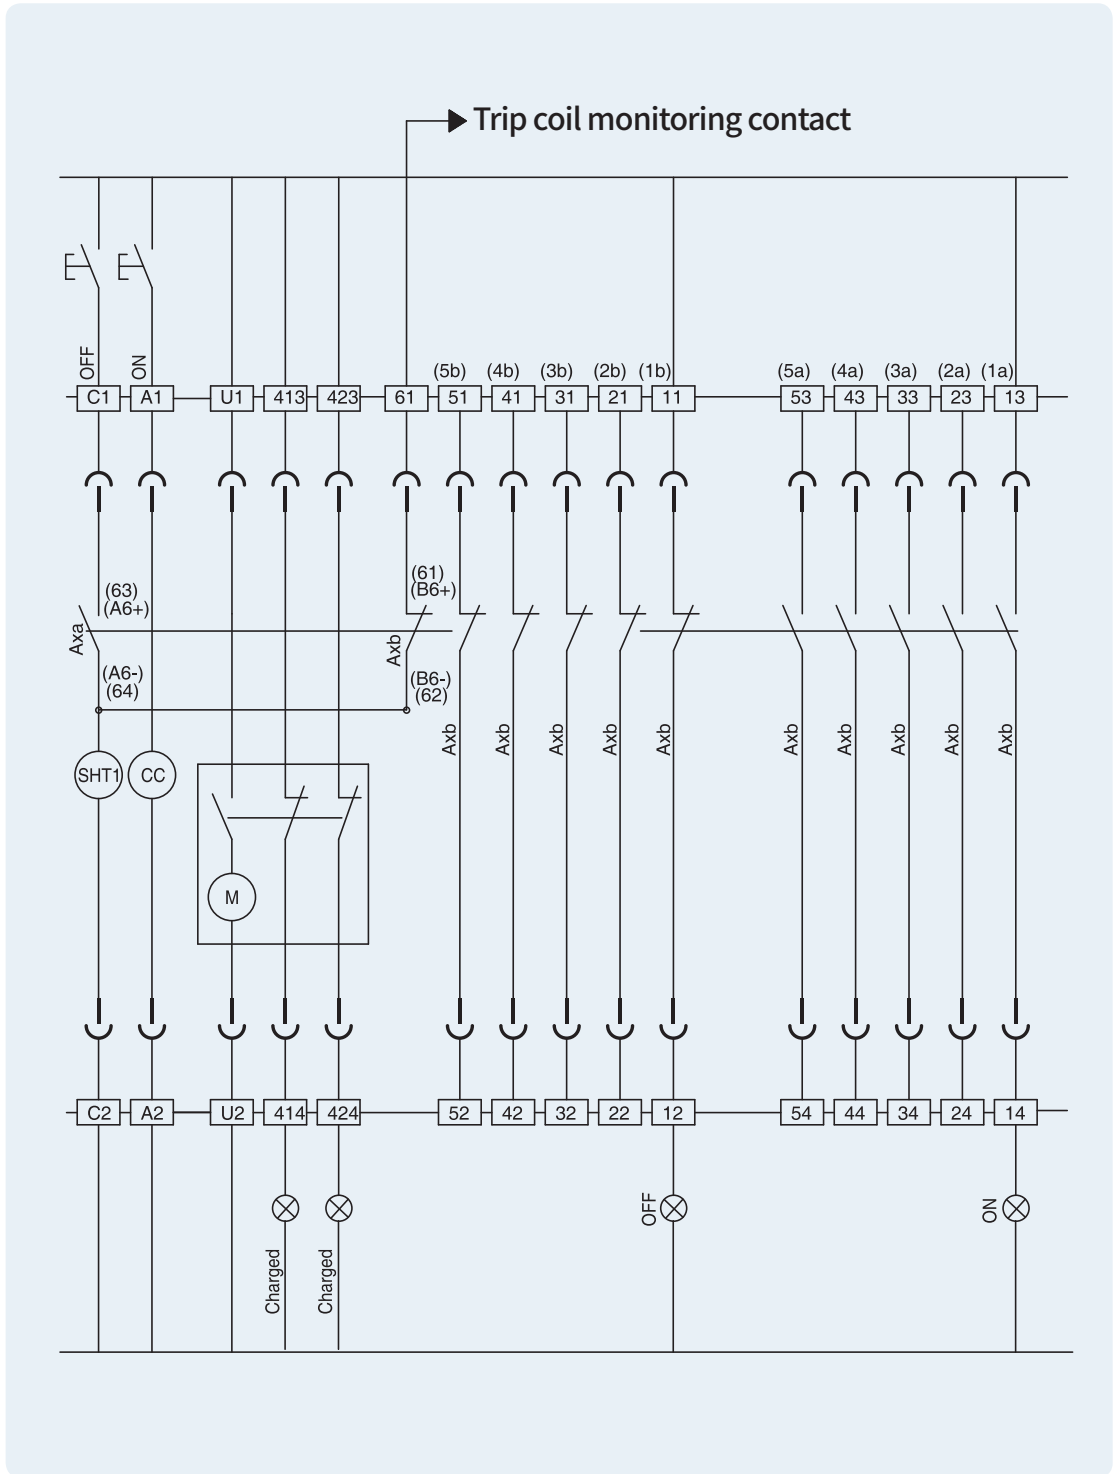 Trip coil monitoring contact
OFF
ON
(5b)
(4b)
(3b)
(2b)
(1b)
(5a)
(4a)
(3a)
(2a)
(1a)
C1
A1
U1
413
423
61
51
41
31
21
11
53
43
33
23
13
(63)
(A6+)
(61)
(B6+)
Axa
Axb
(A6-)
(64)
(B6-)
(62)
Axb
Axb
Axb
Axb
Axb
Axb
Axb
Axb
Axb
Axb
SHT1
CC
M
C2
A2
U2
414
424
52
42
32
22
12
54
44
34
24
14
OFF
ON
Charged
Charged